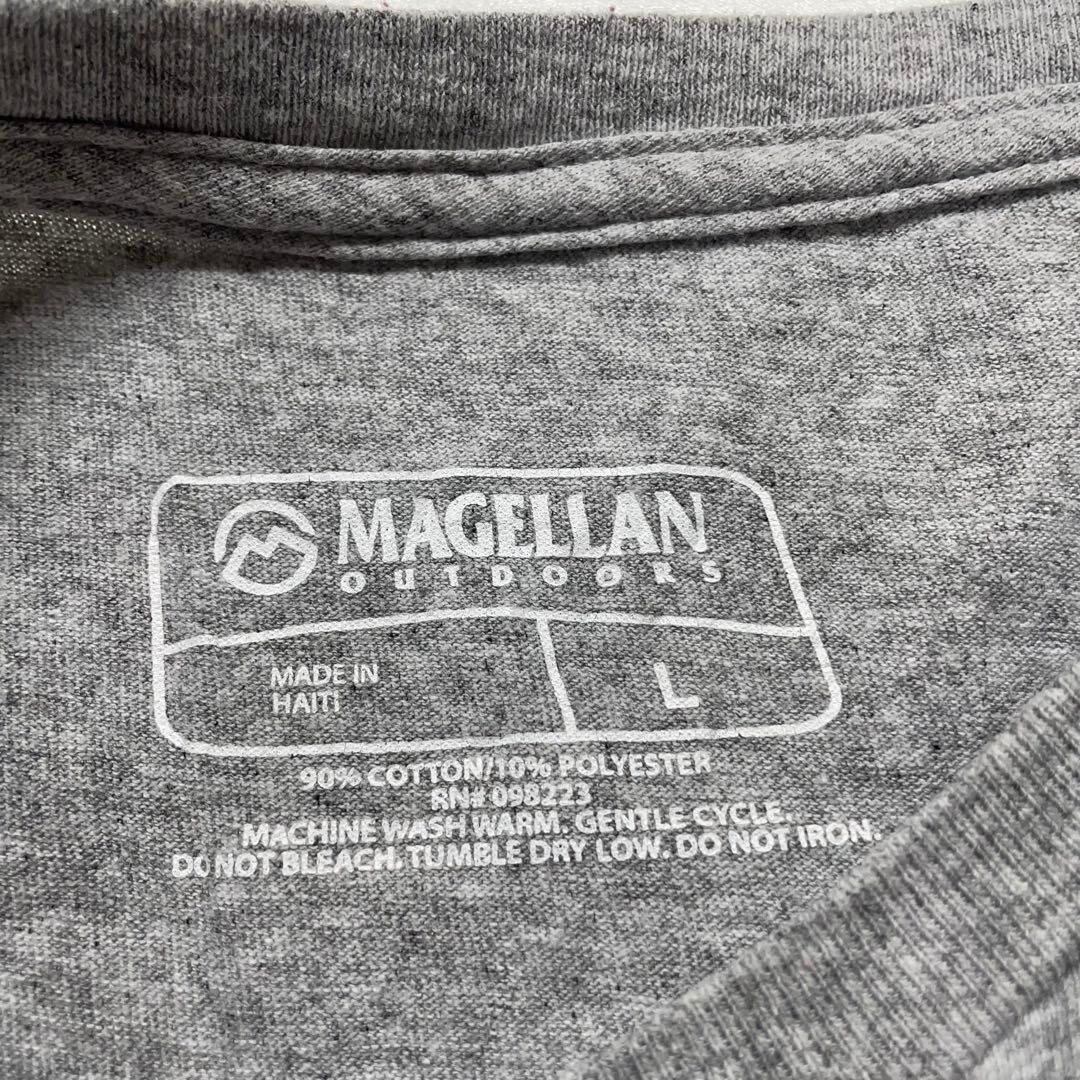 MAGELLAN
OUTDOORS
MADE IN
HAITI
L
90% COTTON/10% POLYESTER
RN# 098223
MACHINE WASH WARM. GENTLE CYCLE.
DO NOT BLEACH. TUMBLE DRY LOW. DO NOT IRON.